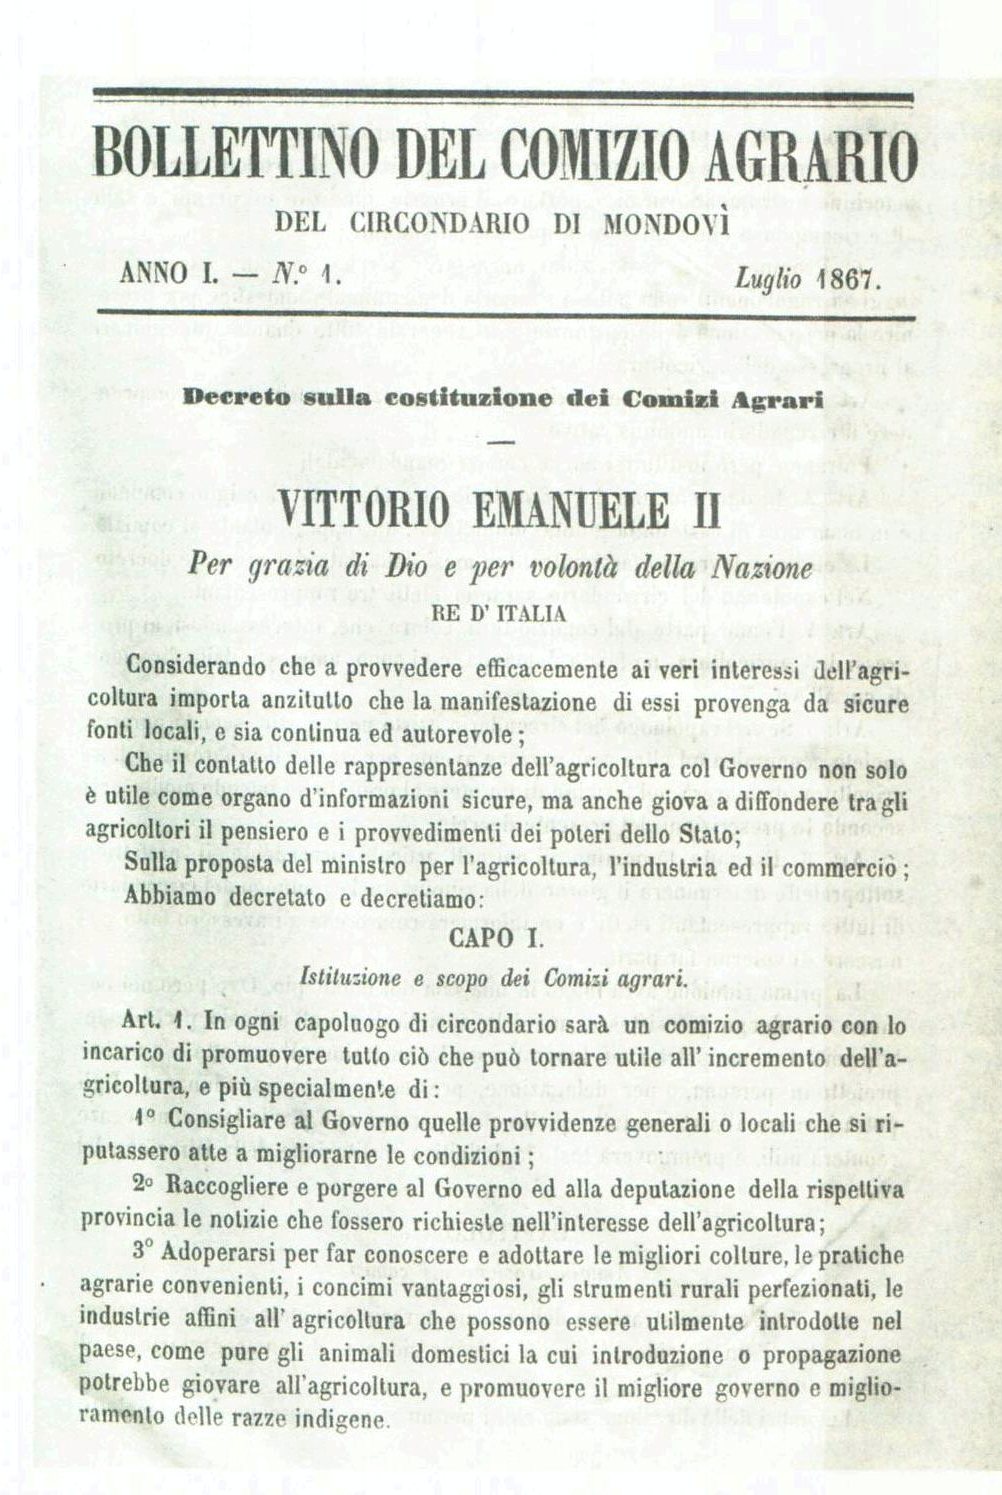 BOLLETTINO DEL COMIZIO AGRARIO
DEL CIRCONDARIO DI MONDOVÌ
ANNO I. — N.º 1.
Luglio 1867.
Decreto sulla costituzione dei Comizi Agrari
VITTORIO EMANUELE II
Per grazia di Dio e per volontà della Nazione
RE D' ITALIA
Considerando che a provvedere efficacemente ai veri interessi dell'agri-
coltura importa anzitutto che la manifestazione di essi provenga da sicure
fonti locali, e sia continua ed autorevole;
Che il contatto delle rappresentanze dell'agricoltura col Governo non solo
è utile come organo d'informazioni sicure, ma anche giova a diffondere tra gli
agricoltori il pensiero e i provvedimenti dei poteri dello Stato;
Sulla proposta del ministro per l'agricoltura, l'industria ed il commercio;
Abbiamo decretato e decretiamo:
CAPO I.
Istituzione e scopo dei Comizi agrari.
Art. 1. In ogni capoluogo di circondario sarà un comizio agrario con lo
incarico di promuovere tutto ciò che può tornare utile all' incremento dell'a-
gricoltura, e più specialmente di:
1º Consigliare al Governo quelle provvidenze generali o locali che si ri-
putassero atte a migliorarne le condizioni;
2º Raccogliere e porgere al Governo ed alla deputazione della rispettiva
provincia le notizie che fossero richieste nell'interesse dell'agricoltura;
3º Adoperarsi per far conoscere e adottare le migliori colture, le pratiche
agrarie convenienti, i concimi vantaggiosi, gli strumenti rurali perfezionati, le
industrie affini all' agricoltura che possono essere utilmente introdotte nel
paese, come pure gli animali domestici la cui introduzione o propagazione
potrebbe giovare all'agricoltura, e promuovere il migliore governo e miglio-
ramento delle razze indigene.